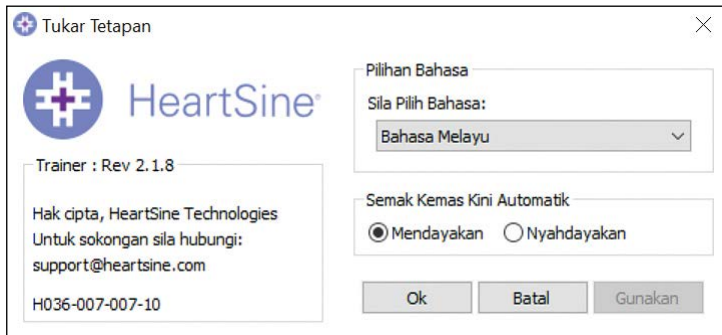 Tukar Tetapan
HeartSine®
Trainer : Rev 2.1.8
Hak cipta, HeartSine Technologies
Untuk sokongan sila hubungi:
support@heartsine.com
H036-007-007-10
Pilihan Bahasa
Sila Pilih Bahasa:
Bahasa Melayu
Semak Kemas Kini Automatik
Mendayakan Nyahdayakan
Ok Batal Gunakan